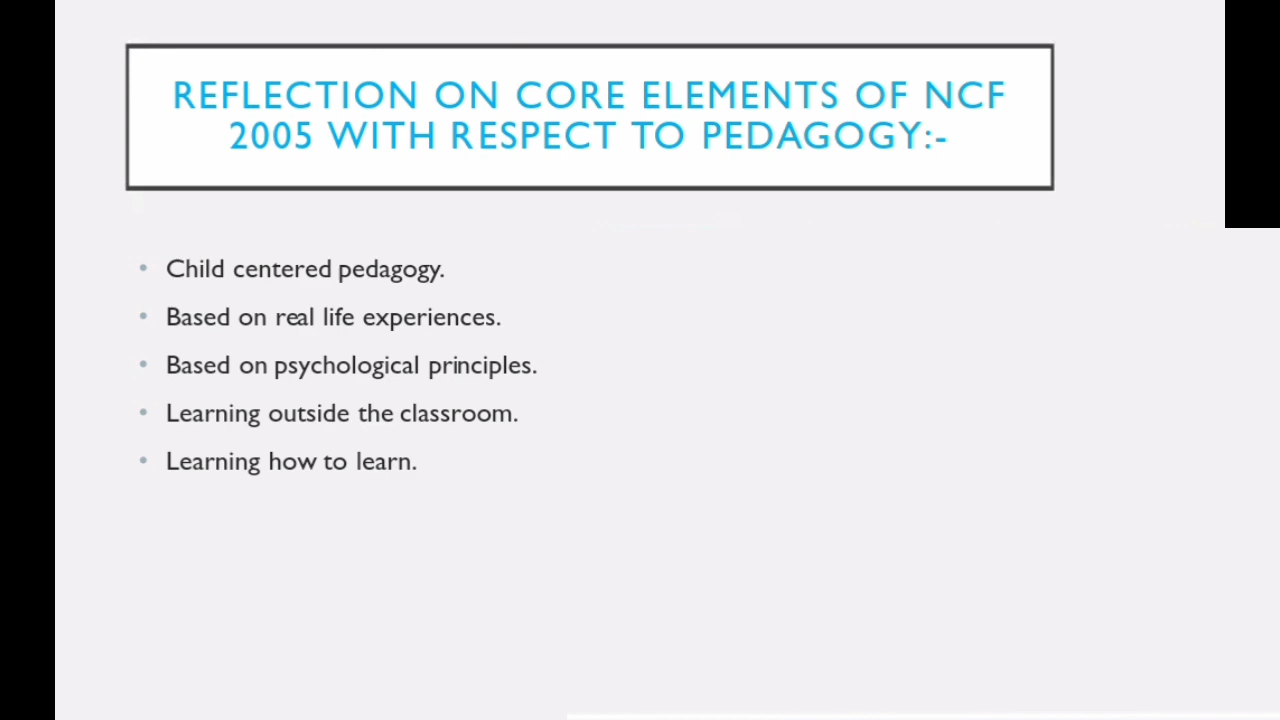 REFLECTION ON CORE ELEMENTS OF NCF
2005 WITH RESPECT TO PEDAGOGY:-
• Child centered pedagogy.
• Based on real life experiences.
• Based on psychological principles.
• Learning outside the classroom.
• Learning how to learn.